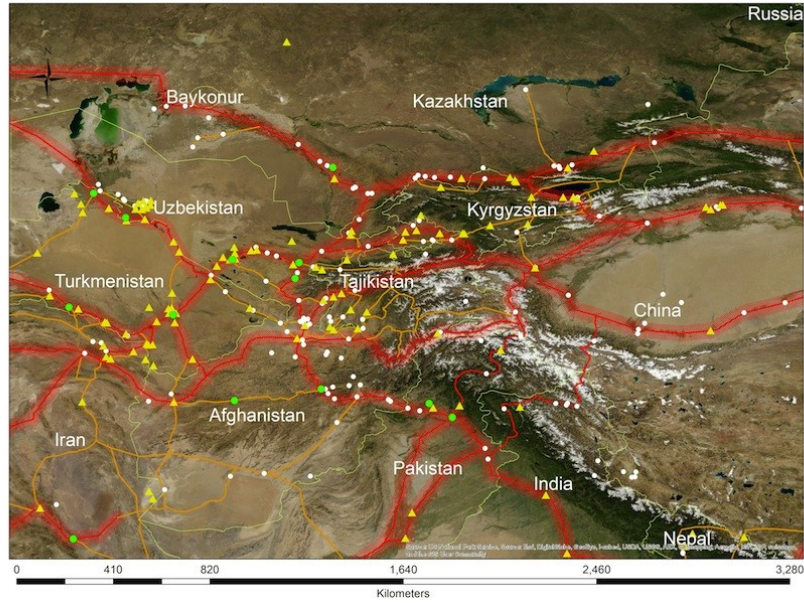 Russia
Baykonur
Kazakhstan
Uzbekistan
Kyrgyzstan
Turkmenistan
Tajikistan
China
Afghanistan
Iran
Pakistan
India
Nepal
0 410 820 1,640 2,460 3,280
Kilometers